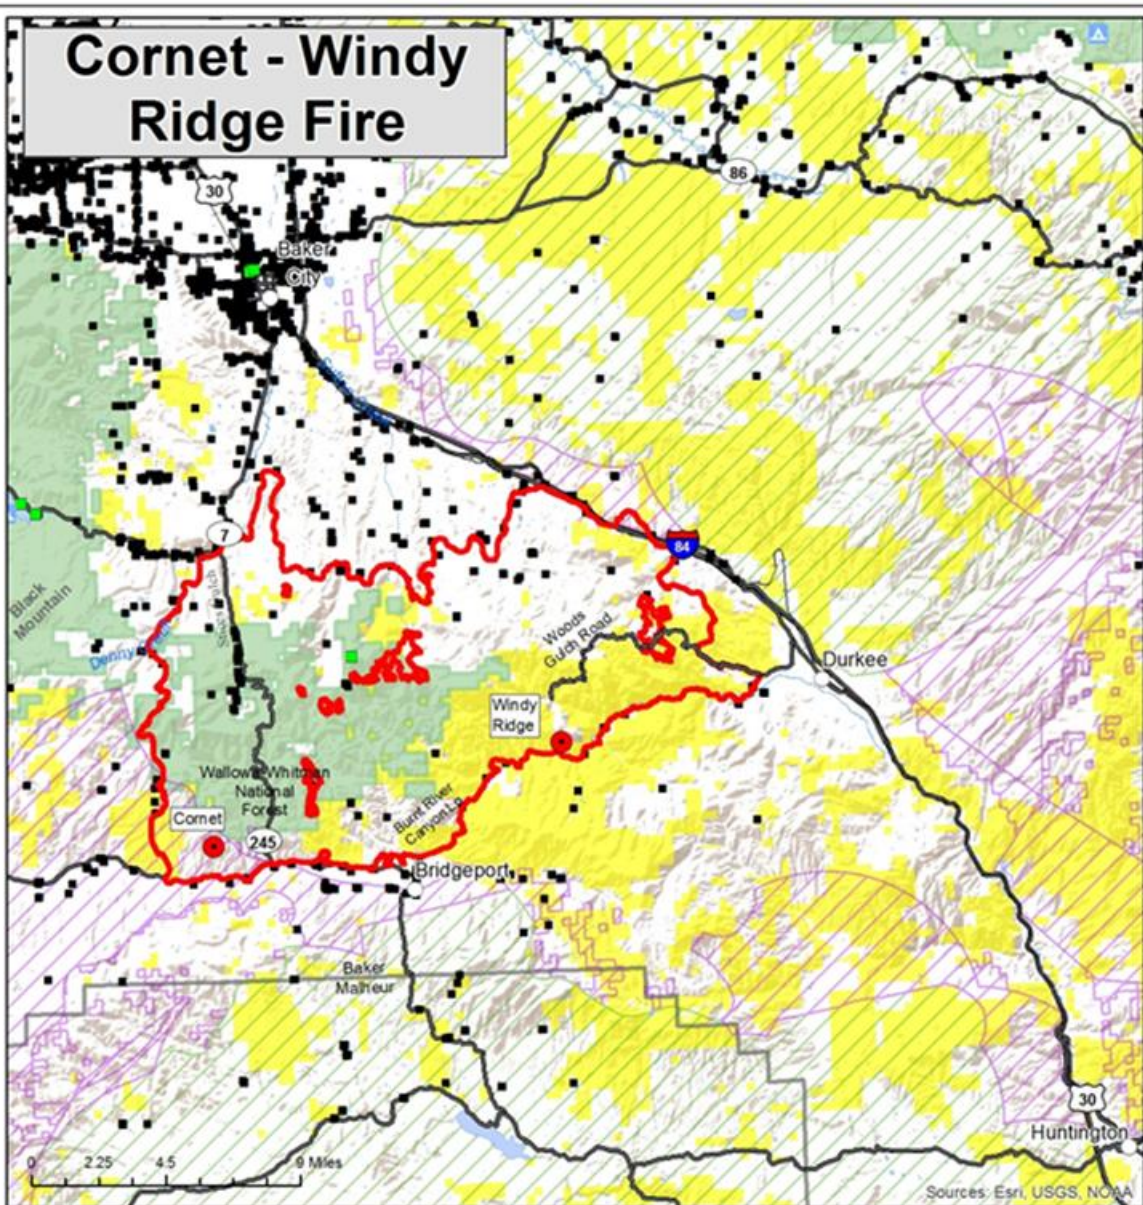 Cornet - Windy
Ridge Fire
30
86
Baker
City
7
84
Black
Mountain
Woods
Gulch Road
Durkee
Windy
Ridge
Wallowa-Whitman
National
Forest
Cornet
245
Burnt River
Canyon Ln
Bridgeport
Baker
Malheur
30
Huntington
0 2.25 4.5 9 Miles
Sources: Esri, USGS, NOAA